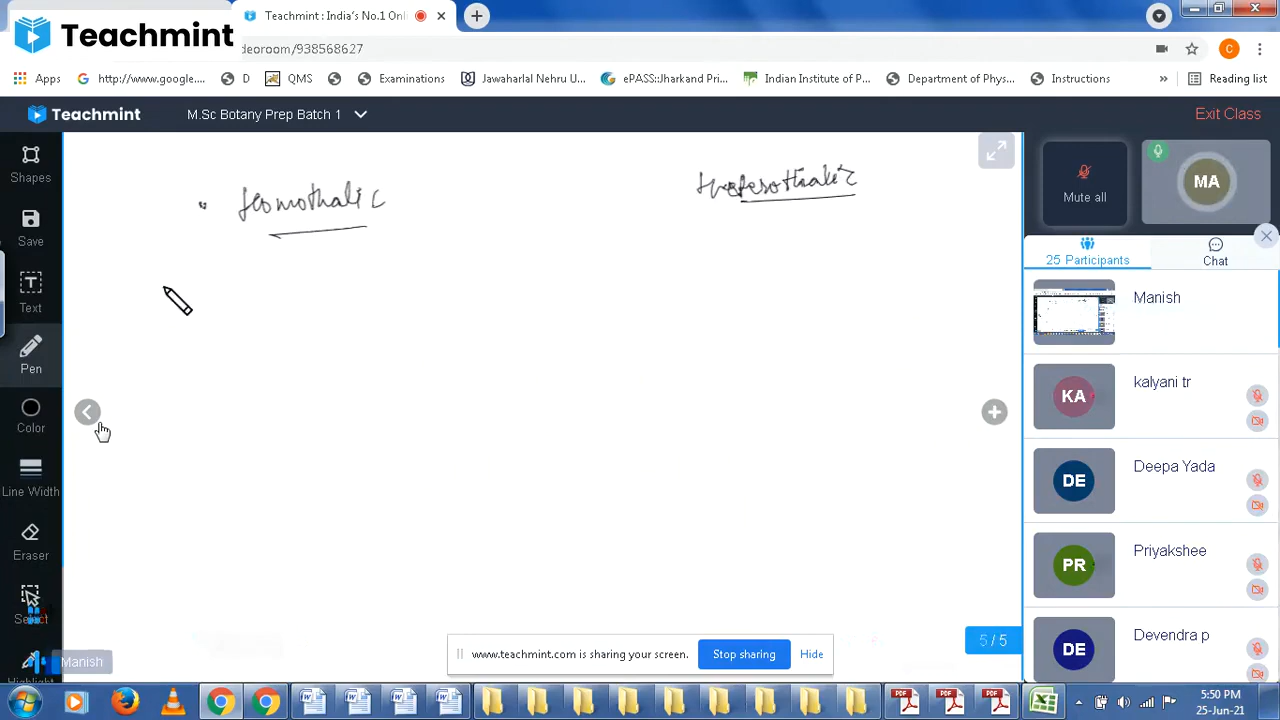 Teachmint : India's No.1 Onl
Teachmint
deoroom/938568627
Apps
http://www.google....
D
QMS
Examinations
Jawaharlal Nehru U...
ePASS::Jharkand Pri...
Indian Institute of P...
Department of Phys...
Instructions
»
Reading list
Teachmint
M.Sc Botany Prep Batch 1
Exit Class
Shapes
Save
Text
Pen
Color
Line Width
Eraser
Select
Highlight
Homothalic
Heterothalic
Mute all
MA
25 Participants
Chat
Manish
KA
kalyani tr
DE
Deepa Yada
PR
Priyakshee
DE
Devendra p
5/5
Manish
www.teachmint.com is sharing your screen.
Stop sharing
Hide
5:50 PM
25-Jun-21